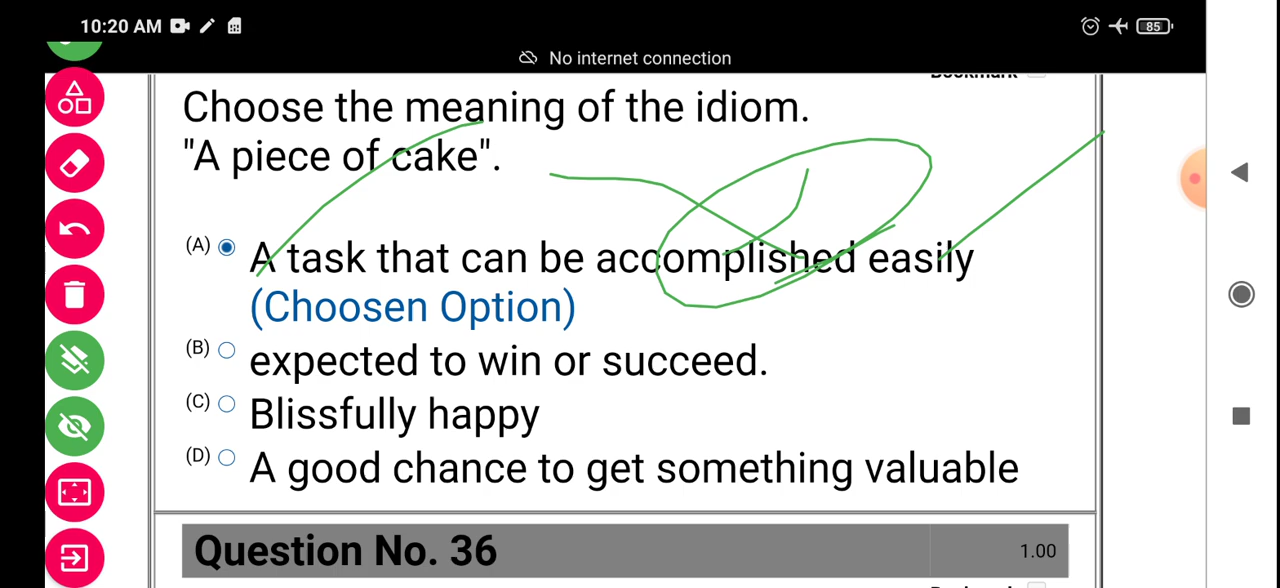 10:20 AM
85
No internet connection
Bookmark
Choose the meaning of the idiom.
"A piece of cake".
(A) A task that can be accomplished easily
(Choosen Option)
(B) expected to win or succeed.
(C) Blissfully happy
(D) A good chance to get something valuable
Question No. 36
1.00